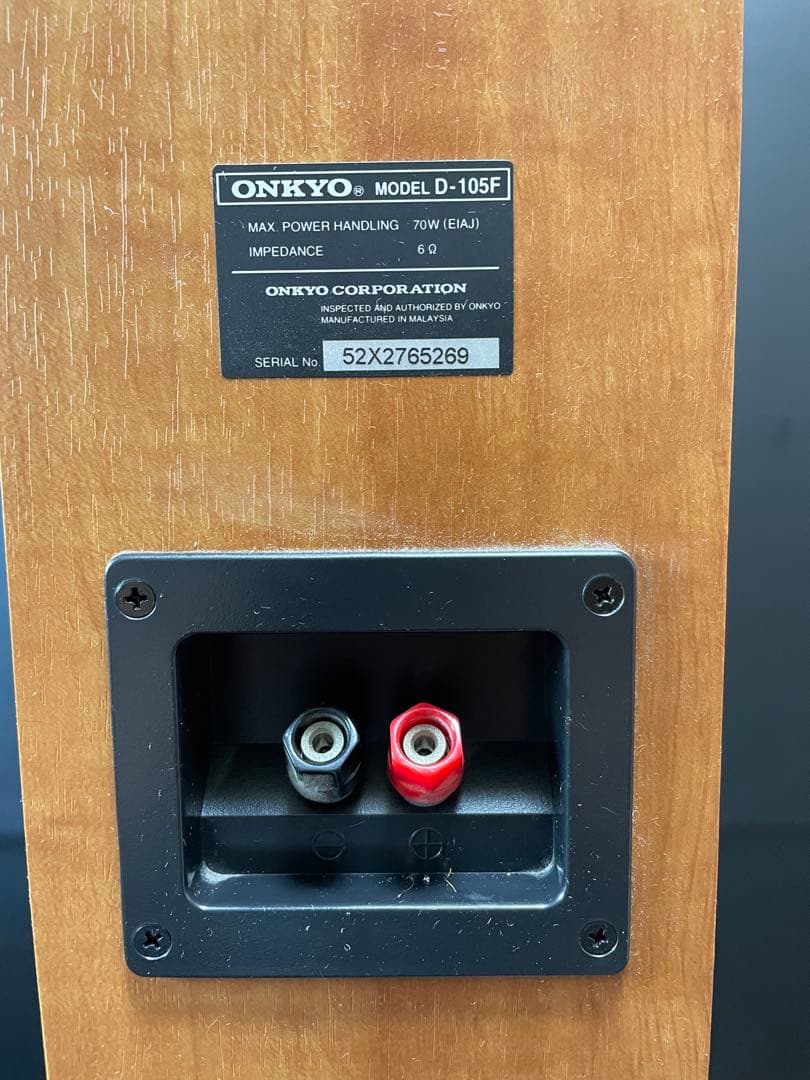 ONKYO® MODEL D-105F
MAX. POWER HANDLING 70W (EIAJ)
IMPEDANCE 6 Ω
ONKYO CORPORATION
INSPECTED AND AUTHORIZED BY ONKYO
MANUFACTURED IN MALAYSIA
SERIAL No. 52X2765269
⊖ ⊕